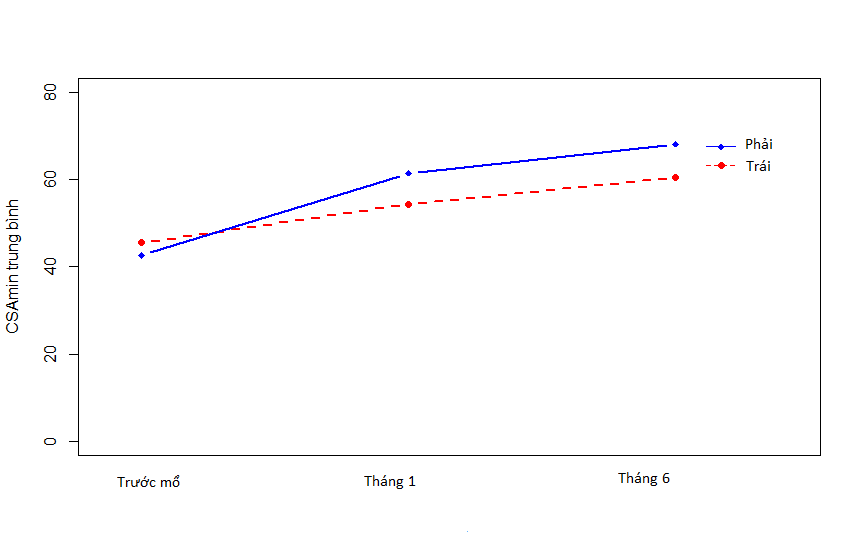 80
60
40
20
0
CSAmin trung bình
Phải
Trái
Trước mổ
Tháng 1
Tháng 6